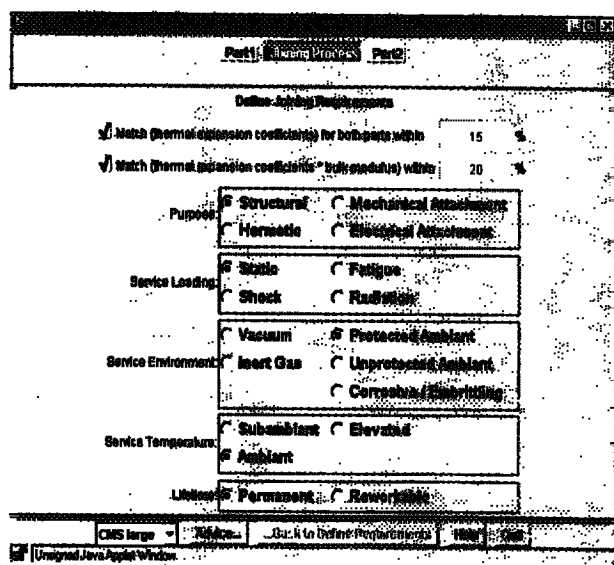 Part1 Joining Process Part2
Define Joining Requirements
Match (thermal expansion coefficients) for both parts within 15 %
Match (thermal expansion coefficients * bulk modulus) within 20 %
Purpose: Structural Mechanical Attachment
Hermetic Electrical Attachment
Service Loading: Static Fatigue
Shock Radiation
Service Environment: Vacuum Protected Ambient
Inert Gas Unprotected Ambient
Corrosive / Embrittling
Service Temperature: Subambient Elevated
Ambient
Lifetime: Permanent Reworkable
CMS large Advice... Back to Define Requirements Help Quit
Unsigned Java Applet Window